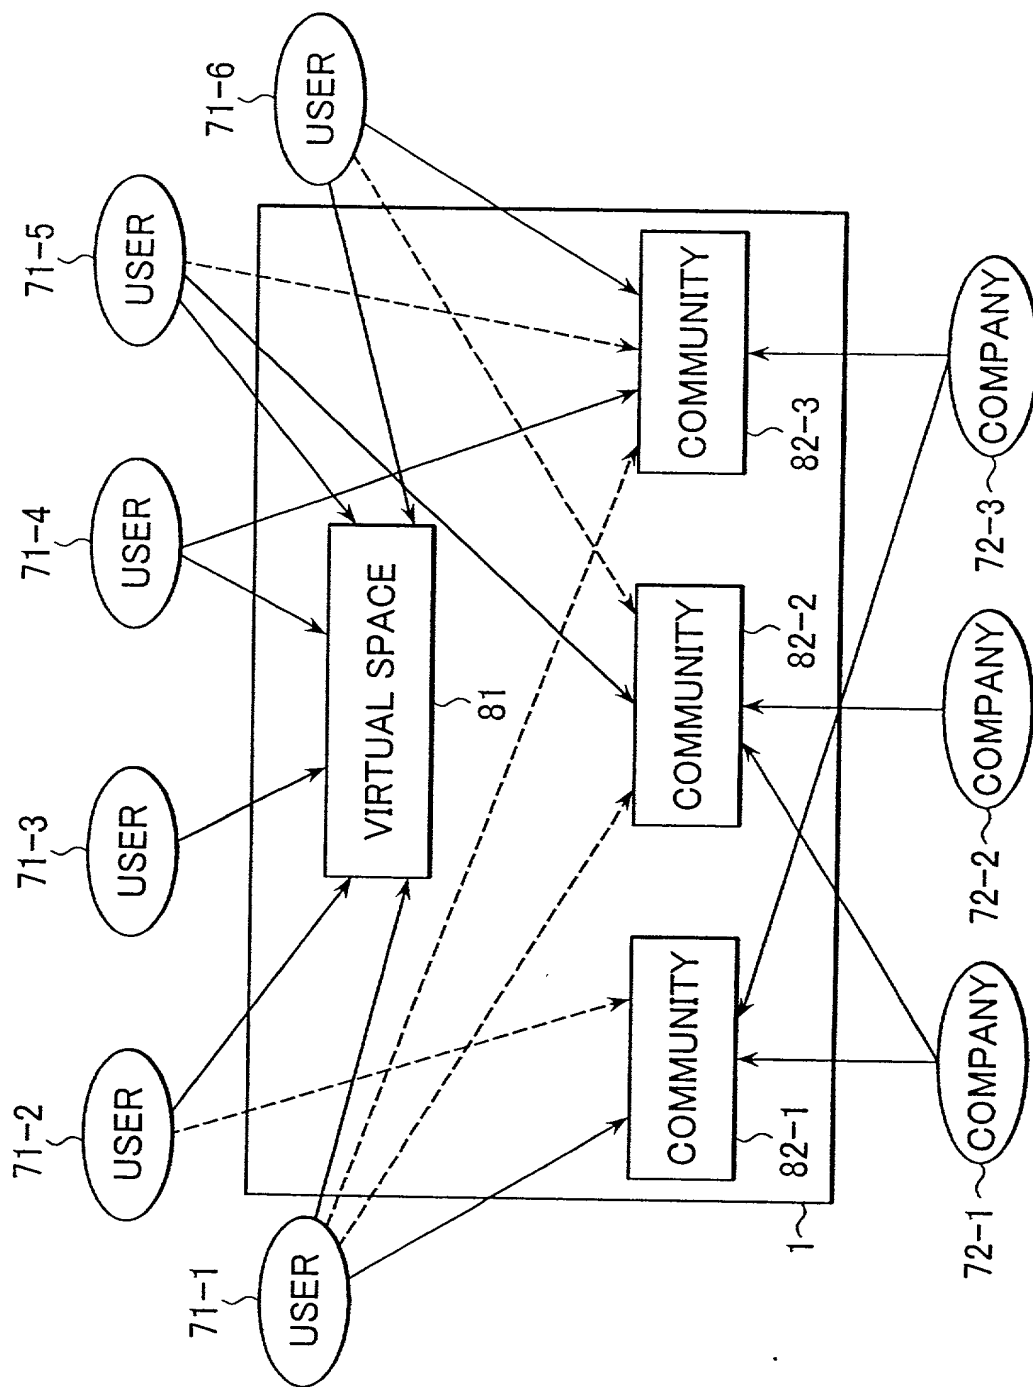 71-1
USER
71-2
USER
71-3
USER
71-4
USER
71-5
USER
71-6
USER
VIRTUAL SPACE
81
COMMUNITY
82-1
COMMUNITY
82-2
COMMUNITY
82-3
1
72-1
COMPANY
72-2
COMPANY
72-3
COMPANY